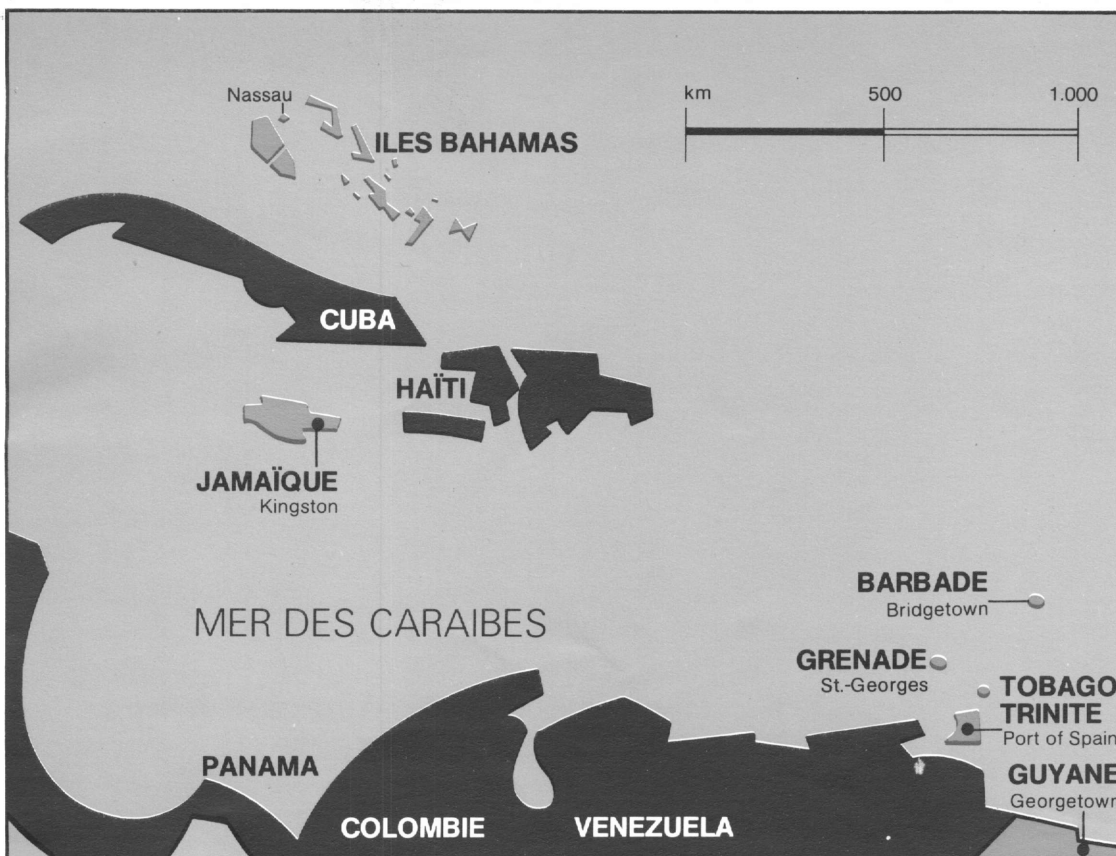 km 500 1.000
Nassau
ILES BAHAMAS
CUBA
HAÏTI
JAMAÏQUE
Kingston
BARBADE
Bridgetown
MER DES CARAIBES
GRENADE
St.-Georges
TOBAGO
TRINITE
Port of Spain
PANAMA
GUYANE
Georgetown
COLOMBIE
VENEZUELA